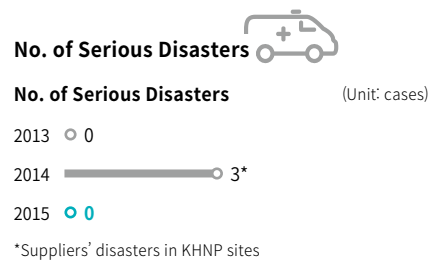 No. of Serious Disasters
No. of Serious Disasters (Unit: cases)
2013 0
2014 3*
2015 0
*Suppliers’ disasters in KHNP sites